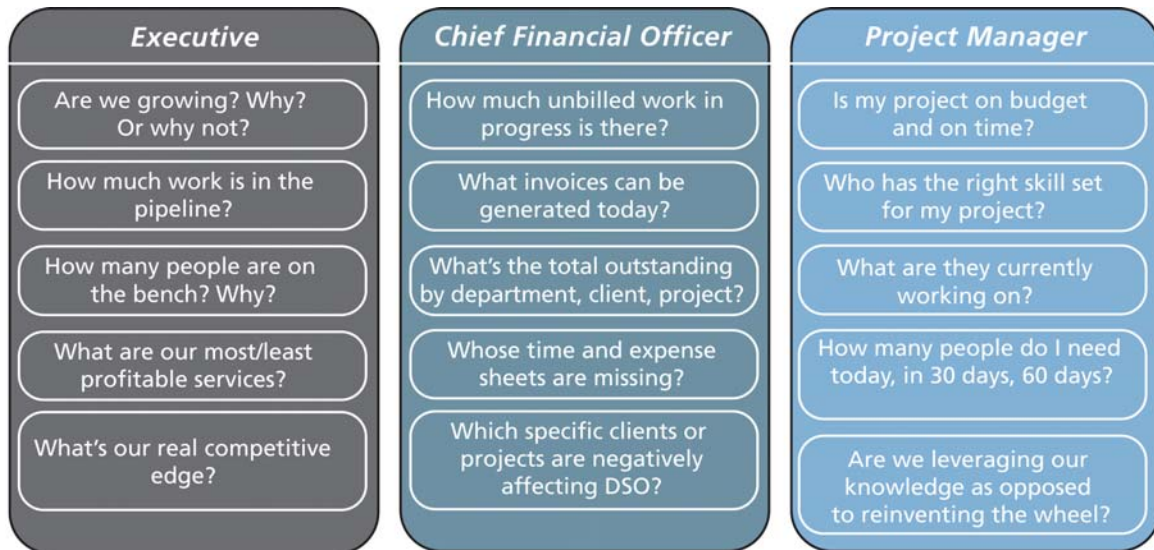 Executive
Are we growing? Why?
Or why not?
How much work is in the
pipeline?
How many people are on
the bench? Why?
What are our most/least
profitable services?
What's our real competitive
edge?
Chief Financial Officer
How much unbilled work in
progress is there?
What invoices can be
generated today?
What's the total outstanding
by department, client, project?
Whose time and expense
sheets are missing?
Which specific clients or
projects are negatively
affecting DSO?
Project Manager
Is my project on budget
and on time?
Who has the right skill set
for my project?
What are they currently
working on?
How many people do I need
today, in 30 days, 60 days?
Are we leveraging our
knowledge as opposed
to reinventing the wheel?